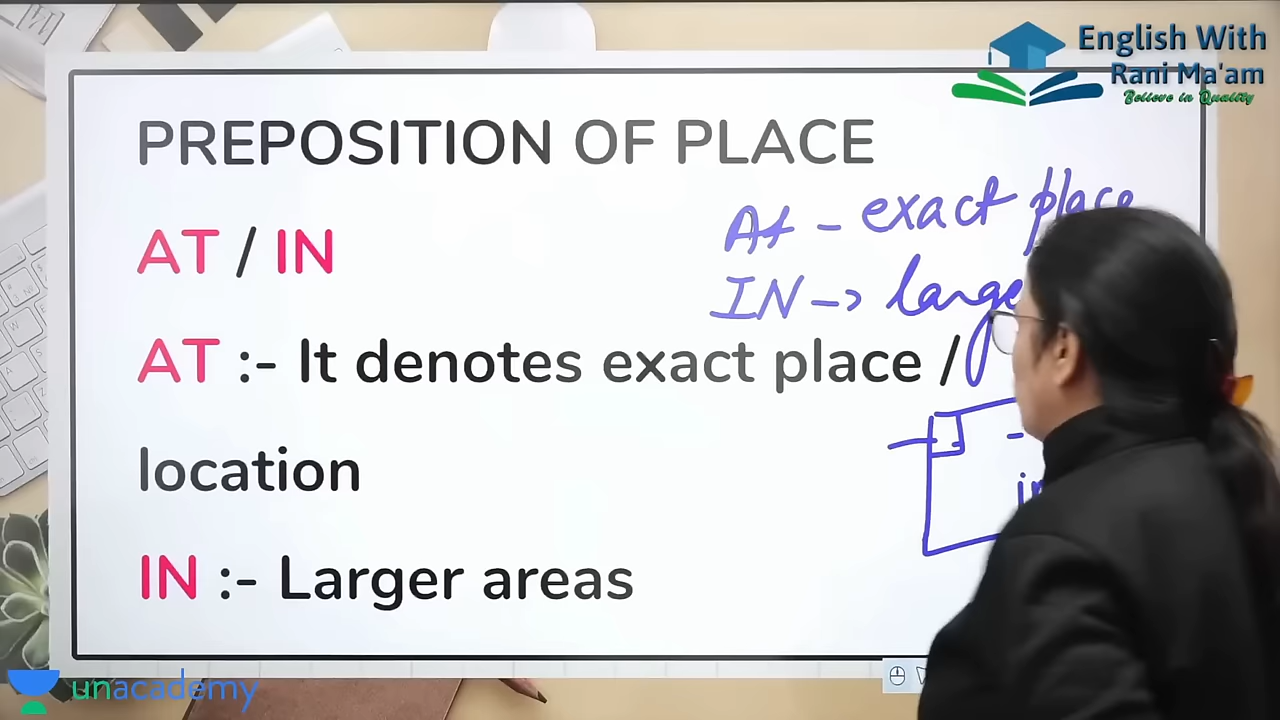 English With
Rani Ma'am
Believe in Quality
PREPOSITION OF PLACE
At - exact place
AT / IN
IN -> large
AT :- It denotes exact place /
location
IN :- Larger areas
unacademy